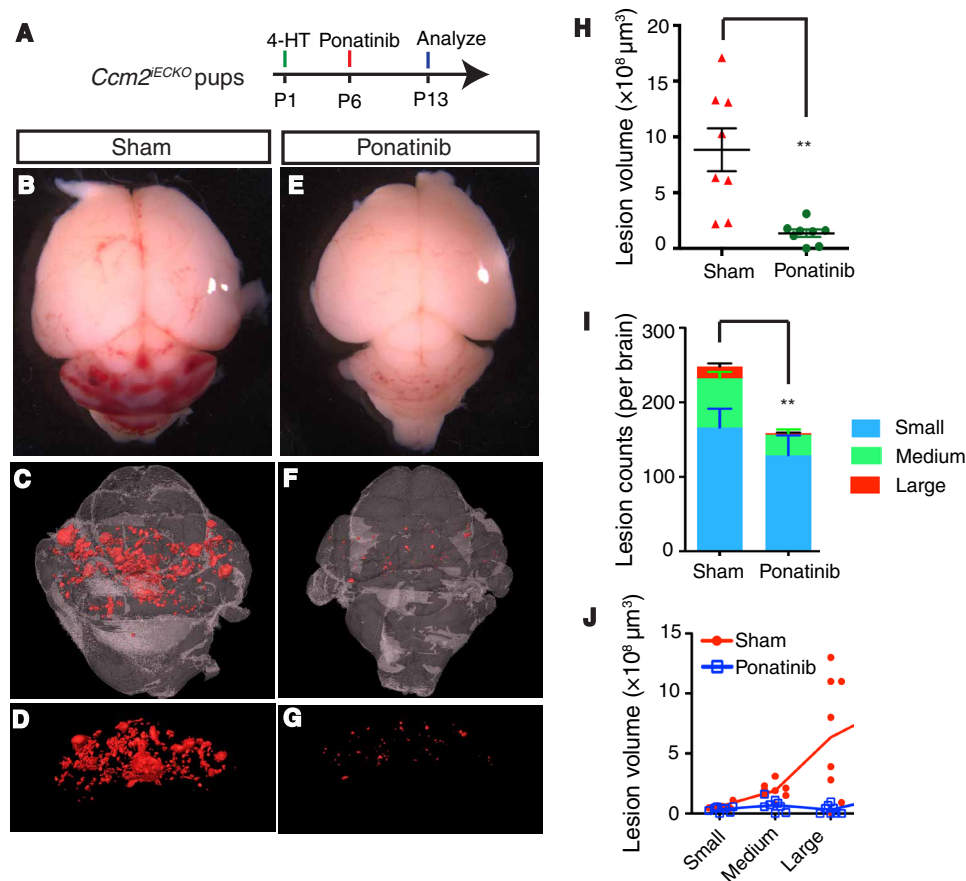 A
4-HT Ponatinib Analyze
Ccm2iECKO pups
P1 P6 P13
Sham Ponatinib
B
E
C
F
D
G
H
Lesion volume (×10⁸ μm³)
20
15
10
5
0
**
Sham Ponatinib
I
Lesion counts (per brain)
300
200
100
0
**
Sham Ponatinib
Small
Medium
Large
J
Lesion volume (×10⁸ μm³)
15
10
5
0
Sham
Ponatinib
Small Medium Large